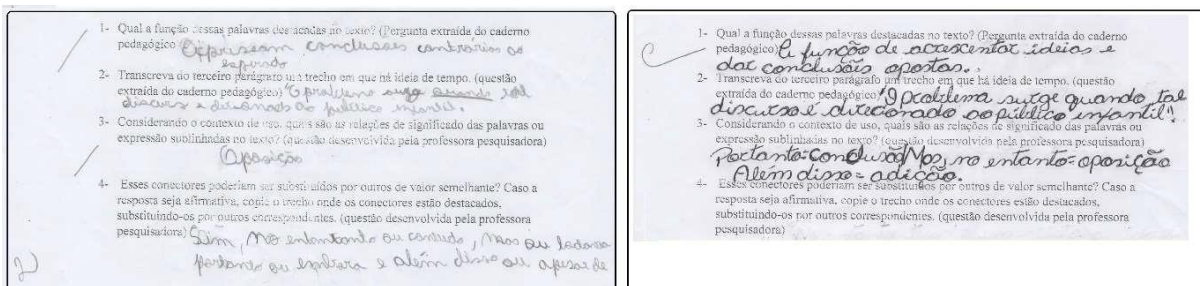 1- Qual a função dessas palavras destacadas no texto? (Pergunta extraída do caderno
pedagógico) Expressam conclusões contrários ao
esperado
2- Transcreva do terceiro parágrafo um trecho em que há ideia de tempo. (questão
extraída do caderno pedagógico) O problema surge quando tal
discurso e direcionado ao público infantil.
3- Considerando o contexto de uso, quais são as relações de significado das palavras ou
expressão sublinhadas no texto? (questão desenvolvida pela professora pesquisadora)
Oposição
4- Esses conectores poderiam ser substituídos por outros de valor semelhante? Caso a
resposta seja afirmativa, copie o trecho onde os conectores estão destacados,
substituindo-os por outros correspondentes. (questão desenvolvida pela professora
pesquisadora) Sim, no entantanto ou contudo, mas ou todavia
portanto ou embora e além disso ou apesar de
1- Qual a função dessas palavras destacadas no texto? (Pergunta extraída do caderno
pedagógico) a função de acrescentar ideias e
dar conclusões opostas.
2- Transcreva do terceiro parágrafo um trecho em que há ideia de tempo. (questão
extraída do caderno pedagógico) "O problema surge quando tal
discurso é direcionado ao público infantil".
3- Considerando o contexto de uso, quais são as relações de significado das palavras ou
expressão sublinhadas no texto? (questão desenvolvida pela professora pesquisadora)
Portanto=conclusão/Mas, no entanto=oposição
Além disso=adição.
4- Esses conectores poderiam ser substituídos por outros de valor semelhante? Caso a
resposta seja afirmativa, copie o trecho onde os conectores estão destacados,
substituindo-os por outros correspondentes. (questão desenvolvida pela professora
pesquisadora)